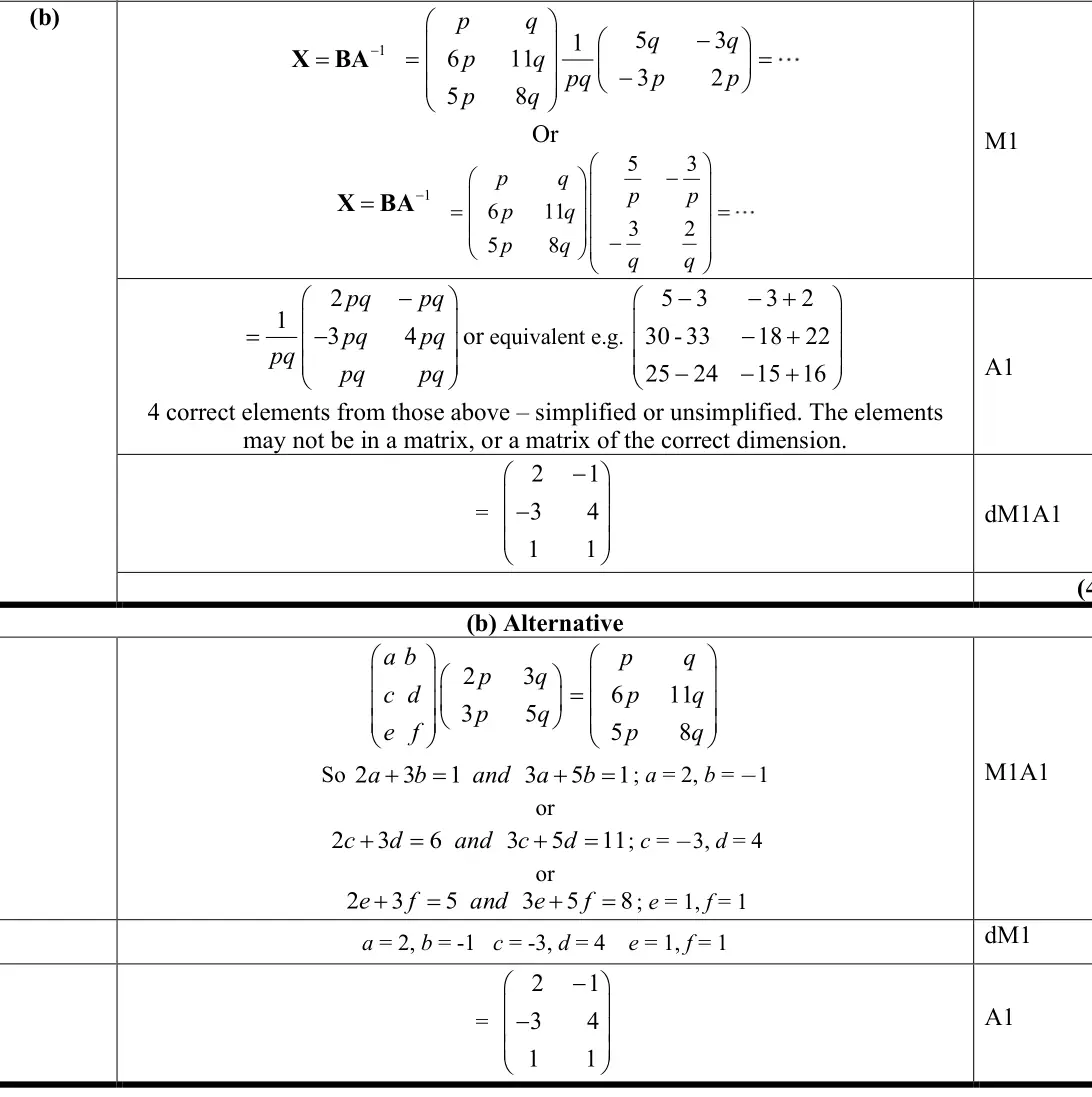 (b)
X = BA⁻¹ = ( p q ; 6p 11q ; 5p 8q ) 1/pq ( 5q −3q ; −3p 2p ) = ⋯
Or
M1
X = BA⁻¹ = ( p q ; 6p 11q ; 5p 8q ) ( 5/p −3/p ; −3/q 2/q ) = ⋯
= 1/pq ( 2pq −pq ; −3pq 4pq ; pq pq ) or equivalent e.g. ( 5−3 −3+2 ; 30-33 −18+22 ; 25−24 −15+16 )
A1
4 correct elements from those above – simplified or unsimplified. The elements
may not be in a matrix, or a matrix of the correct dimension.
= ( 2 −1 ; −3 4 ; 1 1 )
dM1A1
(4
(b) Alternative
( a b ; c d ; e f ) ( 2p 3q ; 3p 5q ) = ( p q ; 6p 11q ; 5p 8q )
So 2a+3b=1 and 3a+5b=1; a = 2, b = −1
M1A1
or
2c+3d=6 and 3c+5d=11; c = −3, d = 4
or
2e+3f=5 and 3e+5f=8; e = 1, f = 1
a = 2, b = -1 c = -3, d = 4 e = 1, f = 1
dM1
= ( 2 −1 ; −3 4 ; 1 1 )
A1